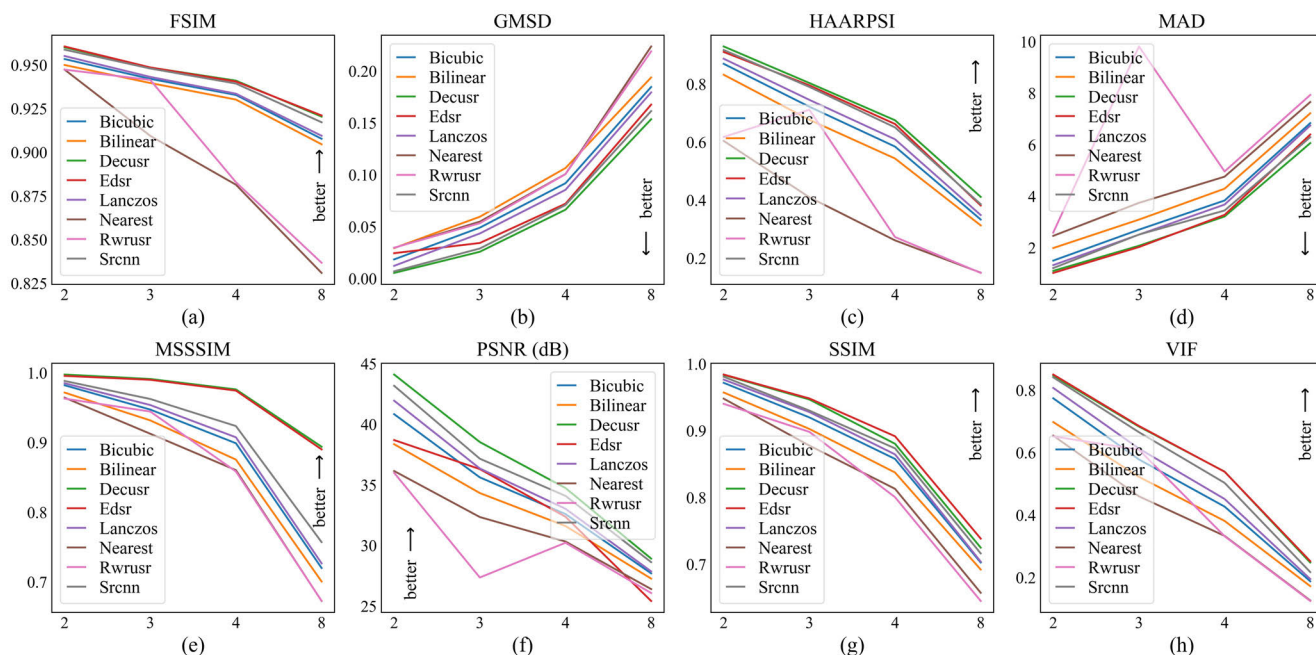 FSIM
0.950
0.925
0.900
0.875
0.850
0.825
Bicubic
Bilinear
Decusr
Edsr
Lanczos
Nearest
Rwrusr
Srcnn
better →
2 3 4 8
(a)
GMSD
0.20
0.15
0.10
0.05
0.00
Bicubic
Bilinear
Decusr
Edsr
Lanczos
Nearest
Rwrusr
Srcnn
← better
2 3 4 8
(b)
HAARPSI
0.8
0.6
0.4
0.2
Bicubic
Bilinear
Decusr
Edsr
Lanczos
Nearest
Rwrusr
Srcnn
better →
2 3 4 8
(c)
MAD
10
8
6
4
2
Bicubic
Bilinear
Decusr
Edsr
Lanczos
Nearest
Rwrusr
Srcnn
← better
2 3 4 8
(d)
MSSSIM
1.0
0.9
0.8
0.7
Bicubic
Bilinear
Decusr
Edsr
Lanczos
Nearest
Rwrusr
Srcnn
better →
2 3 4 8
(e)
PSNR (dB)
45
40
35
30
25
Bicubic
Bilinear
Decusr
Edsr
Lanczos
Nearest
Rwrusr
Srcnn
better →
2 3 4 8
(f)
SSIM
1.0
0.9
0.8
0.7
Bicubic
Bilinear
Decusr
Edsr
Lanczos
Nearest
Rwrusr
Srcnn
better →
2 3 4 8
(g)
VIF
0.8
0.6
0.4
0.2
Bicubic
Bilinear
Decusr
Edsr
Lanczos
Nearest
Rwrusr
Srcnn
better →
2 3 4 8
(h)